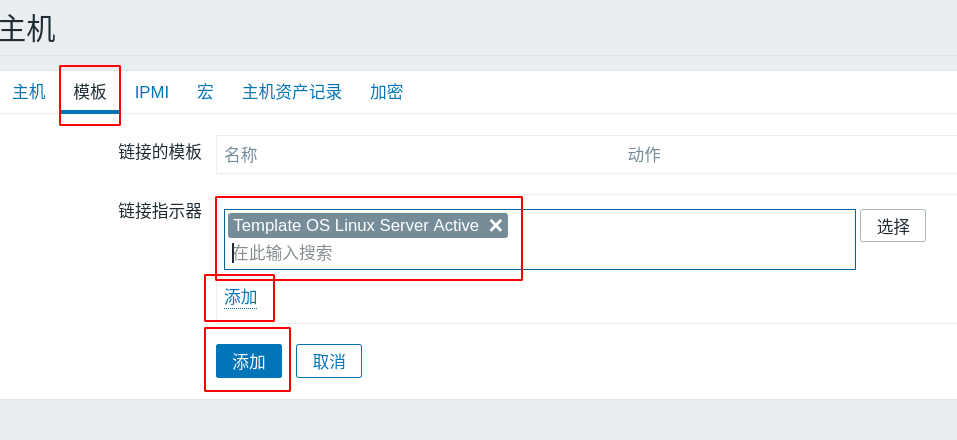 主机
主机 模板 IPMI 宏 主机资产记录 加密
链接的模板 名称 动作
链接指示器 Template OS Linux Server Active ✕ 选择
在此输入搜索
添加
添加 取消